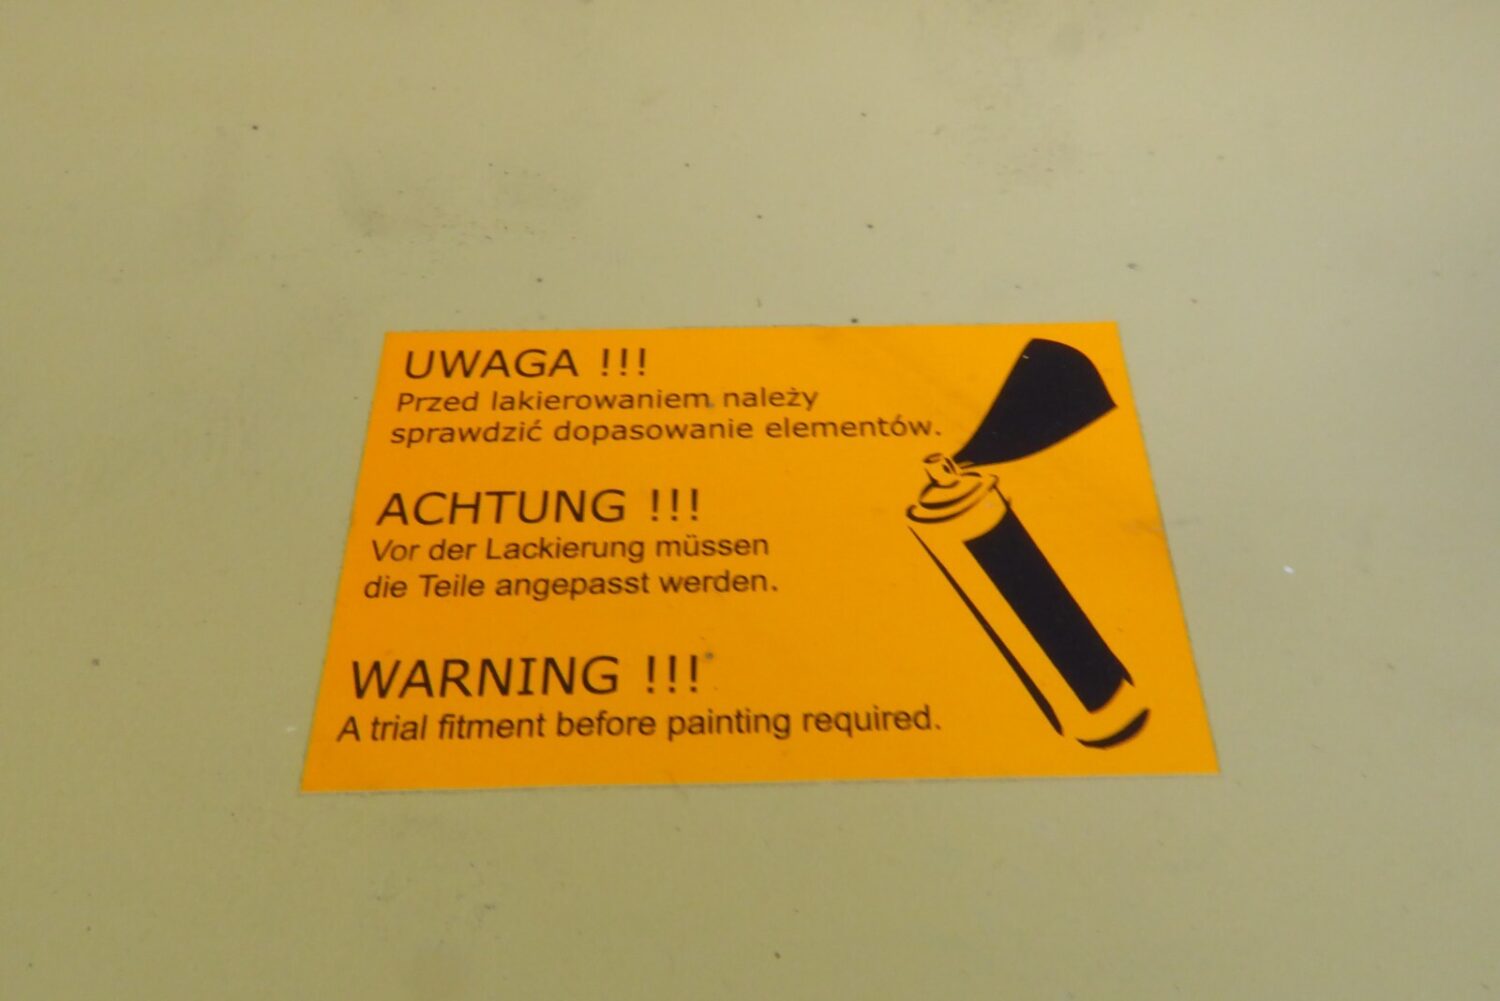 UWAGA !!!
Przed lakierowaniem należy
sprawdzić dopasowanie elementów.
ACHTUNG !!!
Vor der Lackierung müssen
die Teile angepasst werden.
WARNING !!!
A trial fitment before painting required.